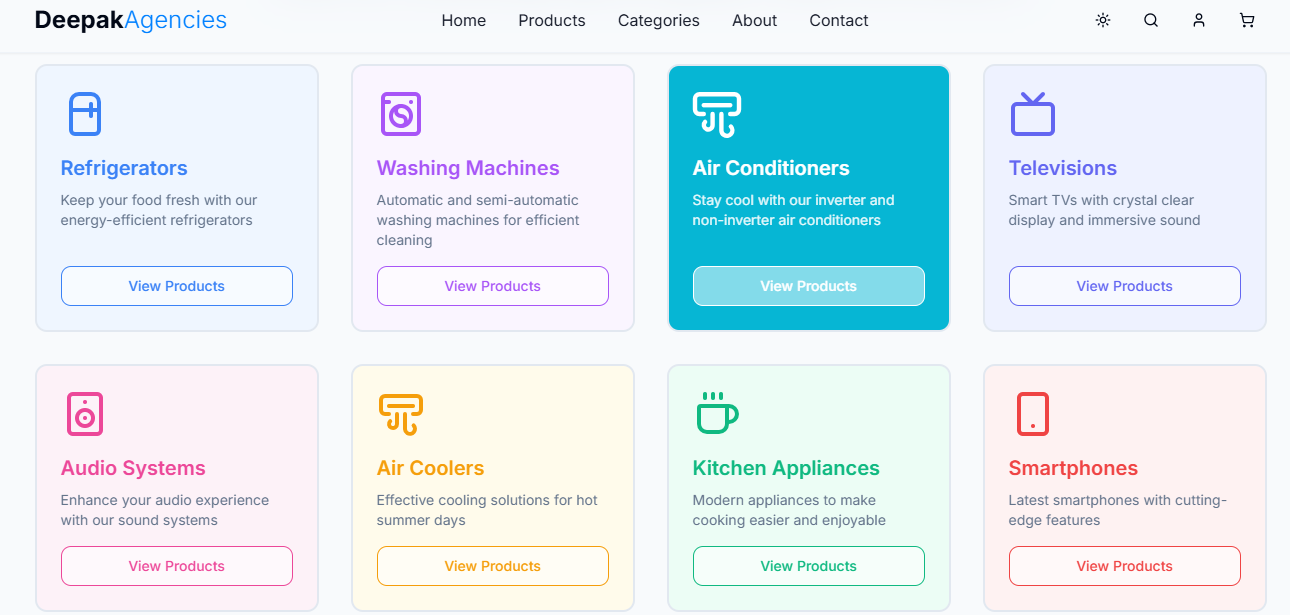 DeepakAgencies
Home
Products
Categories
About
Contact
Refrigerators
Keep your food fresh with our
energy-efficient refrigerators
View Products
Washing Machines
Automatic and semi-automatic
washing machines for efficient
cleaning
View Products
Air Conditioners
Stay cool with our inverter and
non-inverter air conditioners
View Products
Televisions
Smart TVs with crystal clear
display and immersive sound
View Products
Audio Systems
Enhance your audio experience
with our sound systems
View Products
Air Coolers
Effective cooling solutions for hot
summer days
View Products
Kitchen Appliances
Modern appliances to make
cooking easier and enjoyable
View Products
Smartphones
Latest smartphones with cutting-
edge features
View Products